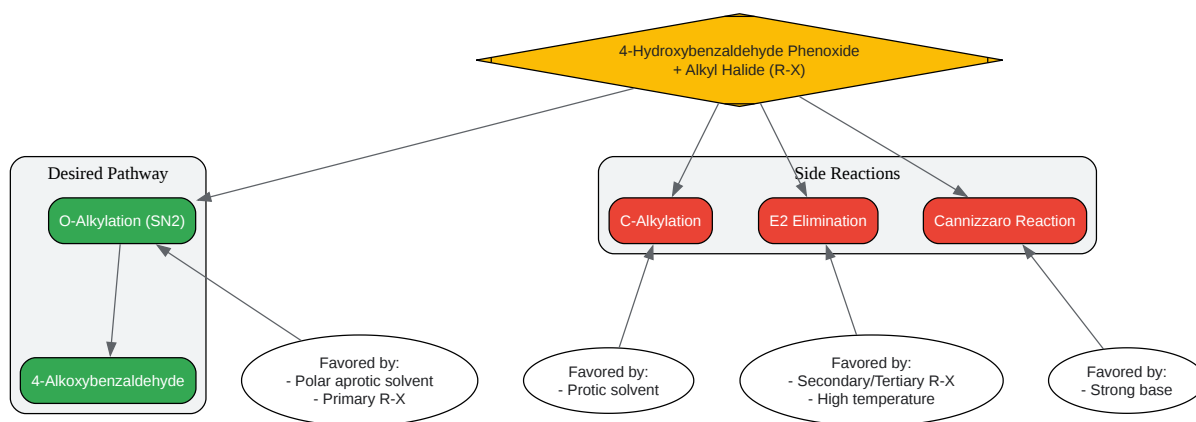 4-Hydroxybenzaldehyde Phenoxide
+ Alkyl Halide (R-X)
Desired Pathway
Side Reactions
O-Alkylation (SN2)
C-Alkylation
E2 Elimination
Cannizzaro Reaction
4-Alkoxybenzaldehyde
Favored by:
- Polar aprotic solvent
- Primary R-X
Favored by:
- Protic solvent
Favored by:
- Secondary/Tertiary R-X
- High temperature
Favored by:
- Strong base